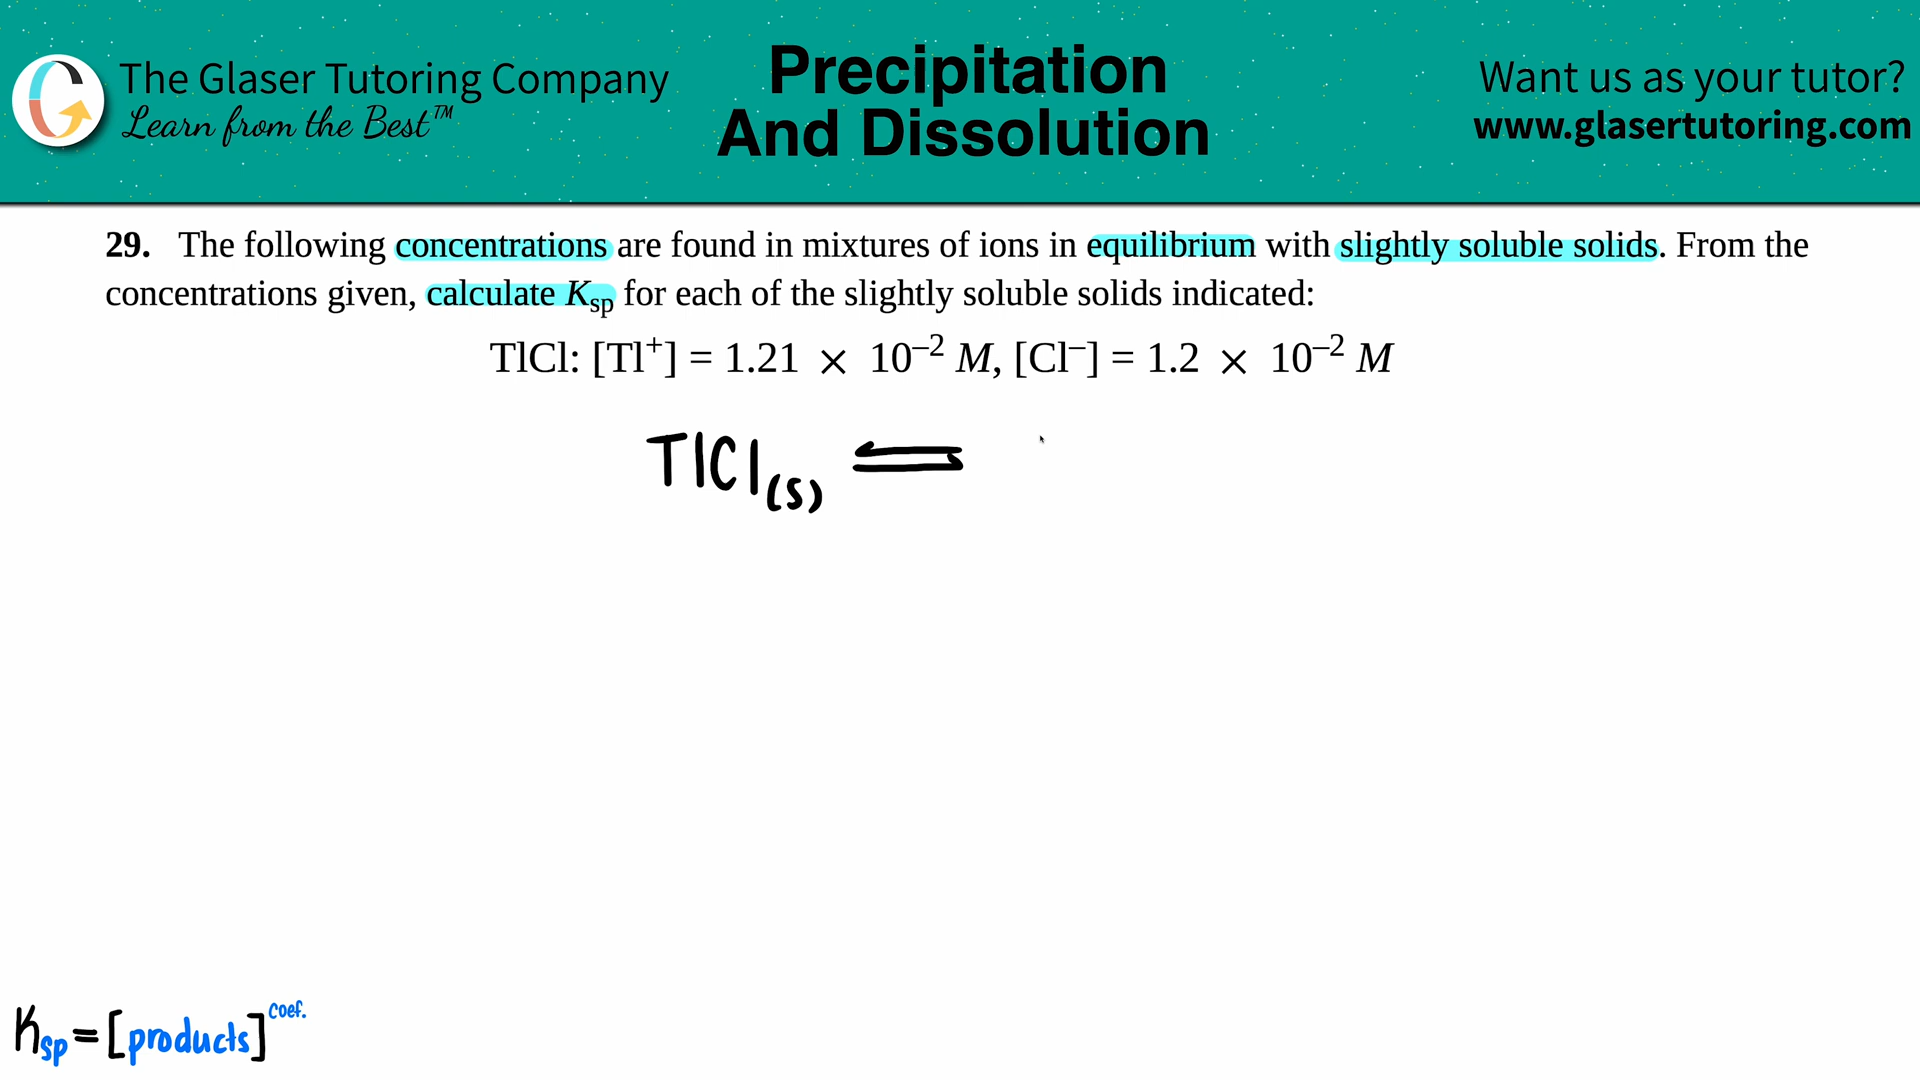 The Glaser Tutoring Company
Learn from the Best™
Precipitation
And Dissolution
Want us as your tutor?
www.glasertutoring.com
29. The following concentrations are found in mixtures of ions in equilibrium with slightly soluble solids. From the
concentrations given, calculate Ksp for each of the slightly soluble solids indicated:
TlCl: [Tl⁺] = 1.21 × 10⁻² M, [Cl⁻] = 1.2 × 10⁻² M
TlCl(s) ⇌
Ksp = [products]^coef.